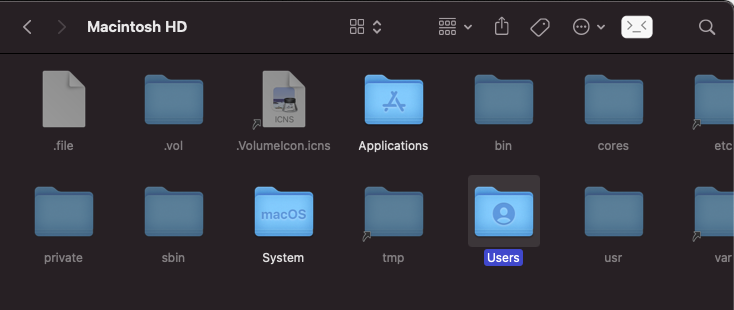 Macintosh HD
ICNS
.file .vol .VolumeIcon.icns Applications bin cores etc
macOS
private sbin System tmp Users usr var